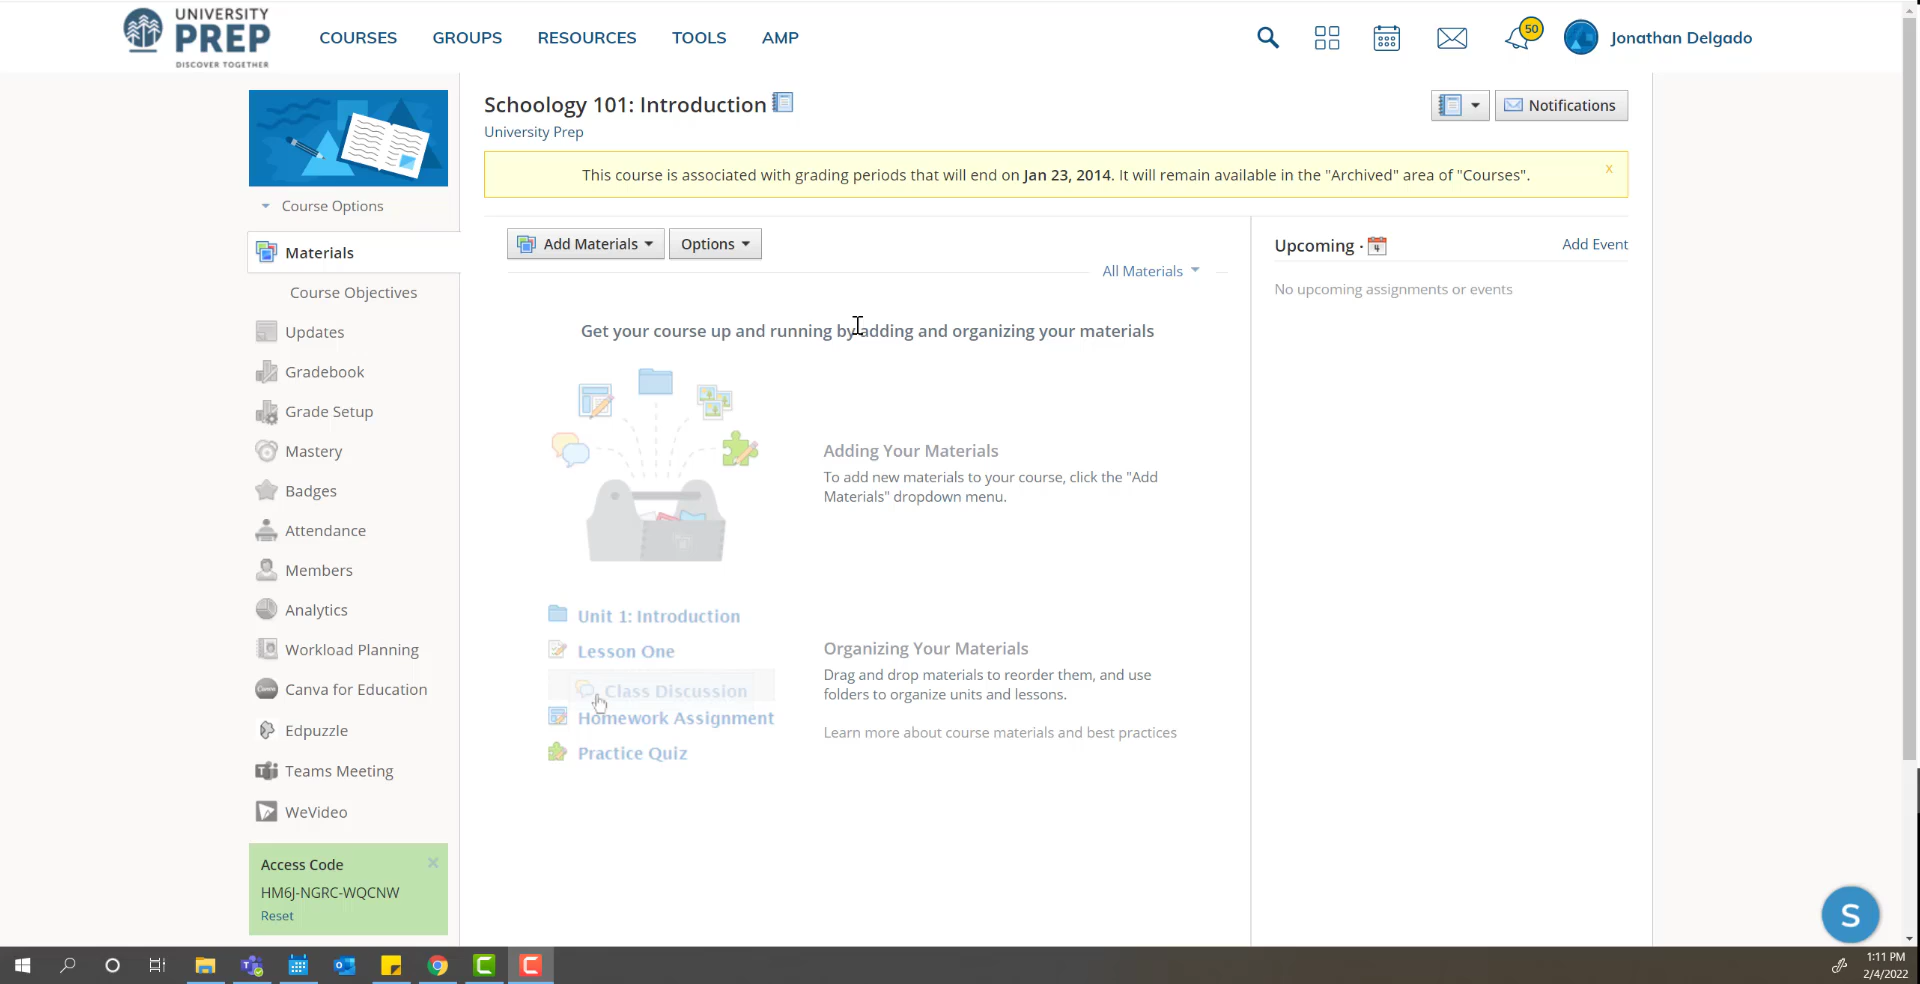 UNIVERSITY
PREP
DISCOVER TOGETHER
COURSES GROUPS RESOURCES TOOLS AMP
50
Jonathan Delgado
Schoology 101: Introduction
University Prep
Notifications
This course is associated with grading periods that will end on Jan 23, 2014. It will remain available in the "Archived" area of "Courses".
x
Course Options
Materials
Course Objectives
Updates
Gradebook
Grade Setup
Mastery
Badges
Attendance
Members
Analytics
Workload Planning
Canva for Education
Edpuzzle
Teams Meeting
WeVideo
Access Code
HM6J-NGRC-WQCNW
Reset
Add Materials
Options
All Materials
Get your course up and running by adding and organizing your materials
Adding Your Materials
To add new materials to your course, click the "Add
Materials" dropdown menu.
Unit 1: Introduction
Lesson One
Class Discussion
Homework Assignment
Practice Quiz
Organizing Your Materials
Drag and drop materials to reorder them, and use
folders to organize units and lessons.
Learn more about course materials and best practices
Upcoming · 4
Add Event
No upcoming assignments or events
S
1:11 PM
2/4/2022